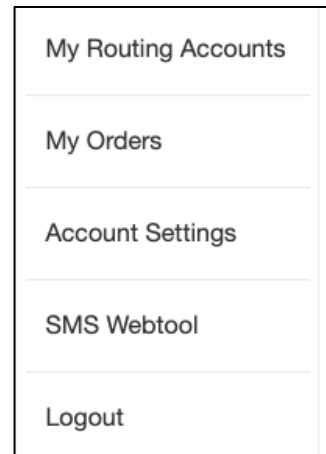 My Routing Accounts
My Orders
Account Settings
SMS Webtool
Logout